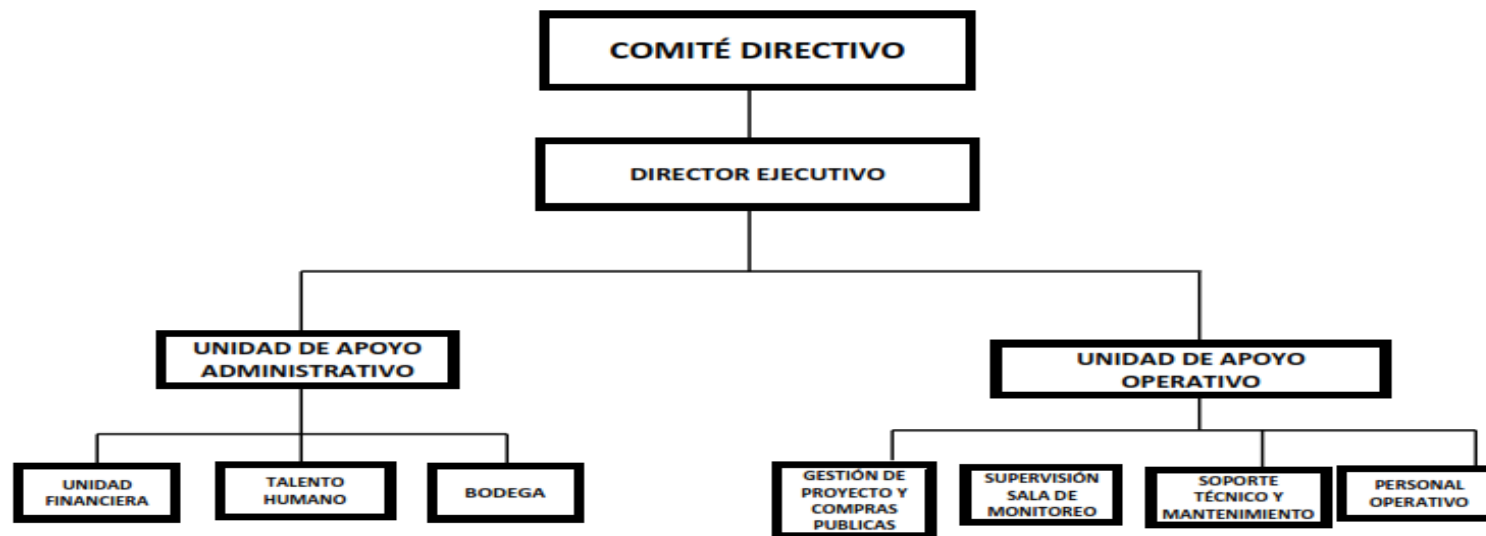 COMITÉ DIRECTIVO
DIRECTOR EJECUTIVO
UNIDAD DE APOYO
ADMINISTRATIVO
UNIDAD DE APOYO
OPERATIVO
UNIDAD
FINANCIERA
TALENTO
HUMANO
BODEGA
GESTIÓN DE
PROYECTO Y
COMPRAS
PUBLICAS
SUPERVISIÓN
SALA DE
MONITOREO
SOPORTE
TÉCNICO Y
MANTENIMIENTO
PERSONAL
OPERATIVO